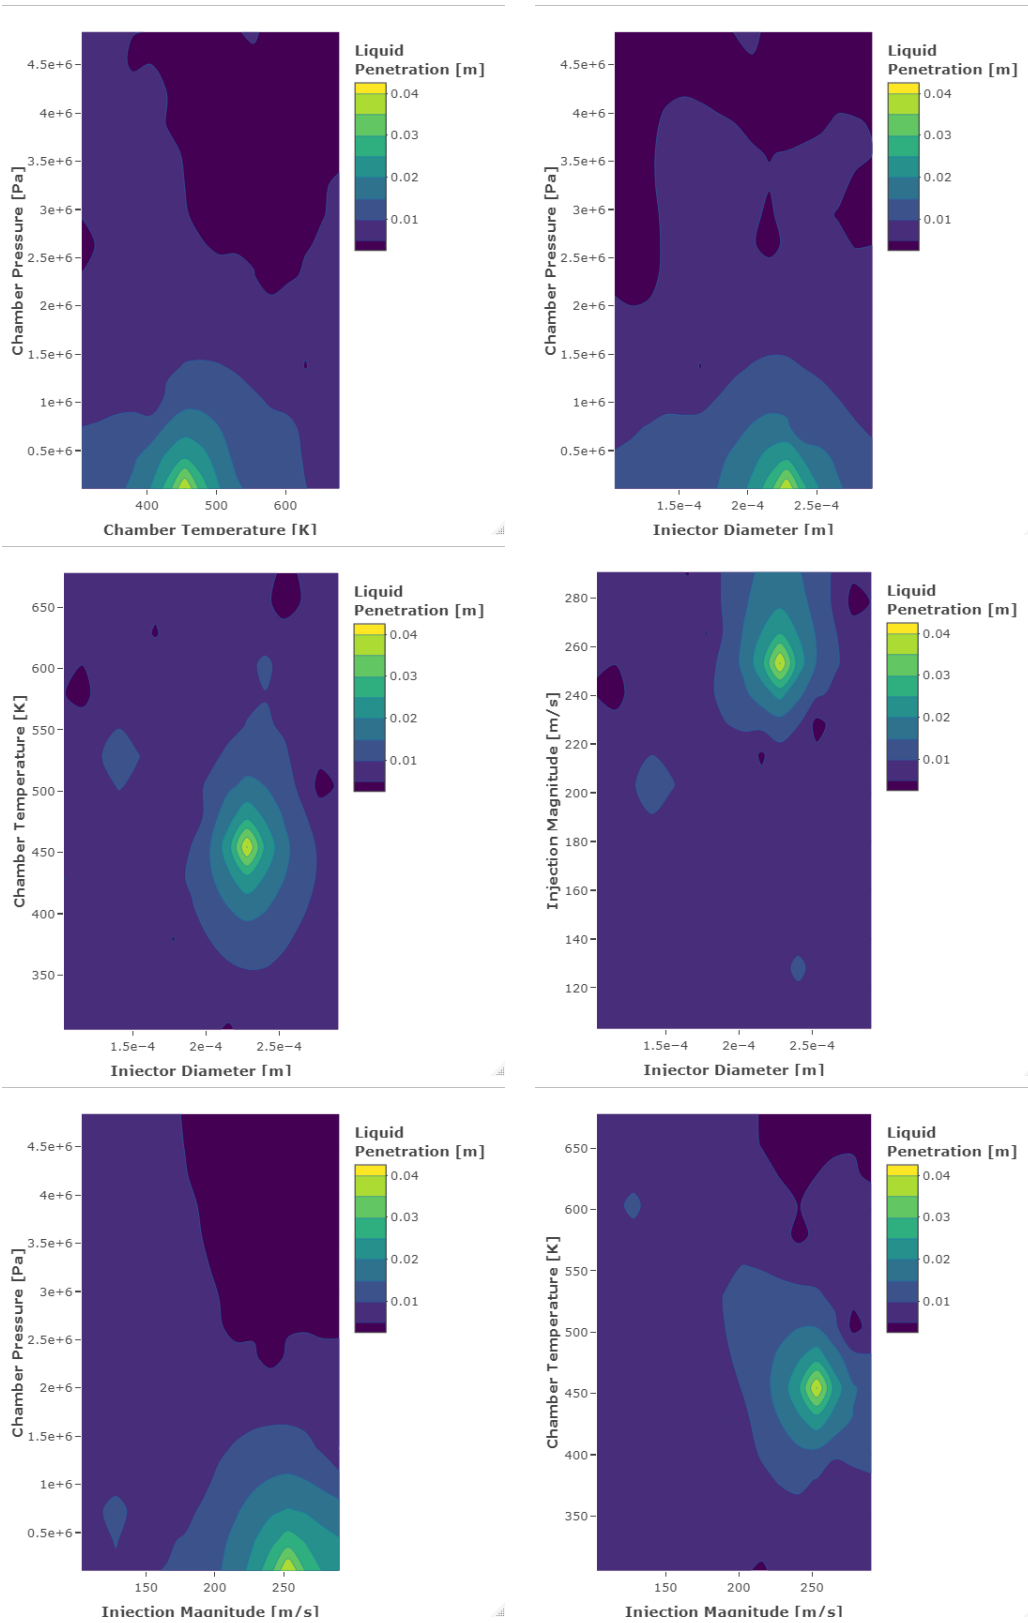 Liquid
Penetration [m]
0.04
0.03
0.02
0.01
4.5e+6
4e+6
3.5e+6
3e+6
2.5e+6
2e+6
1.5e+6
1e+6
0.5e+6
Chamber Pressure [Pa]
400
500
600
Chamber Temperature [K]
Liquid
Penetration [m]
0.04
0.03
0.02
0.01
4.5e+6
4e+6
3.5e+6
3e+6
2.5e+6
2e+6
1.5e+6
1e+6
0.5e+6
Chamber Pressure [Pa]
1.5e−4
2e−4
2.5e−4
Injector Diameter [m]
Liquid
Penetration [m]
0.04
0.03
0.02
0.01
650
600
550
500
450
400
350
Chamber Temperature [K]
1.5e−4
2e−4
2.5e−4
Injector Diameter [m]
Liquid
Penetration [m]
0.04
0.03
0.02
0.01
280
260
240
220
200
180
160
140
120
Injection Magnitude [m/s]
1.5e−4
2e−4
2.5e−4
Injector Diameter [m]
Liquid
Penetration [m]
0.04
0.03
0.02
0.01
4.5e+6
4e+6
3.5e+6
3e+6
2.5e+6
2e+6
1.5e+6
1e+6
0.5e+6
Chamber Pressure [Pa]
150
200
250
Injection Magnitude [m/s]
Liquid
Penetration [m]
0.04
0.03
0.02
0.01
650
600
550
500
450
400
350
Chamber Temperature [K]
150
200
250
Injection Magnitude [m/s]